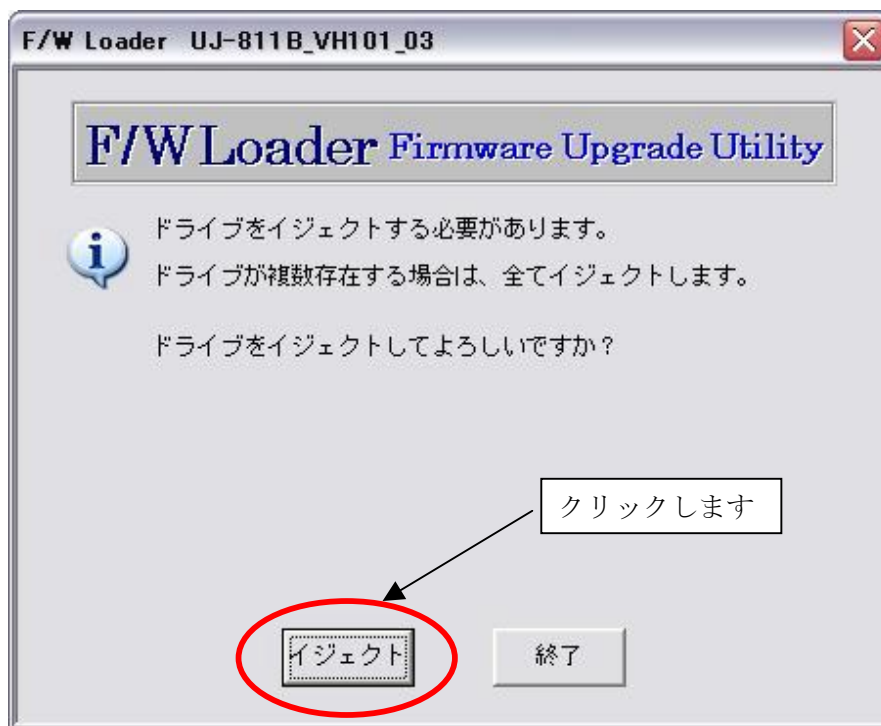 F/W Loader UJ-811B_VH101_03
F/W Loader Firmware Upgrade Utility
ドライブをイジェクトする必要があります。
ドライブが複数存在する場合は、全てイジェクトします。
ドライブをイジェクトしてよろしいですか？
クリックします
イジェクト
終了